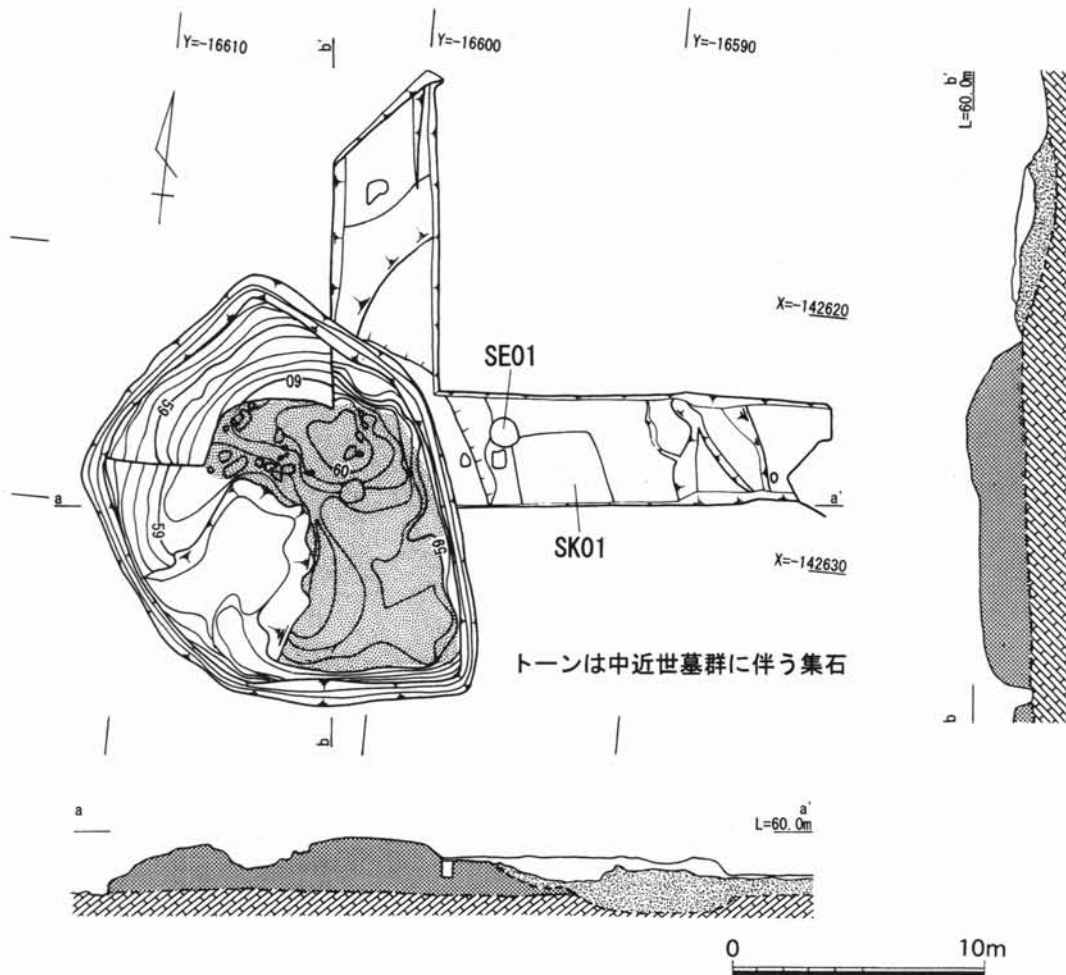 Y=-16610
b'
Y=-16600
Y=-16590
b'
L=60.0m
X=-142620
SE01
60
59
60
a
a'
59
59
SK01
X=-142630
トーンは中近世墓群に伴う集石
b
b
a
a'
L=60.0m
0
10m